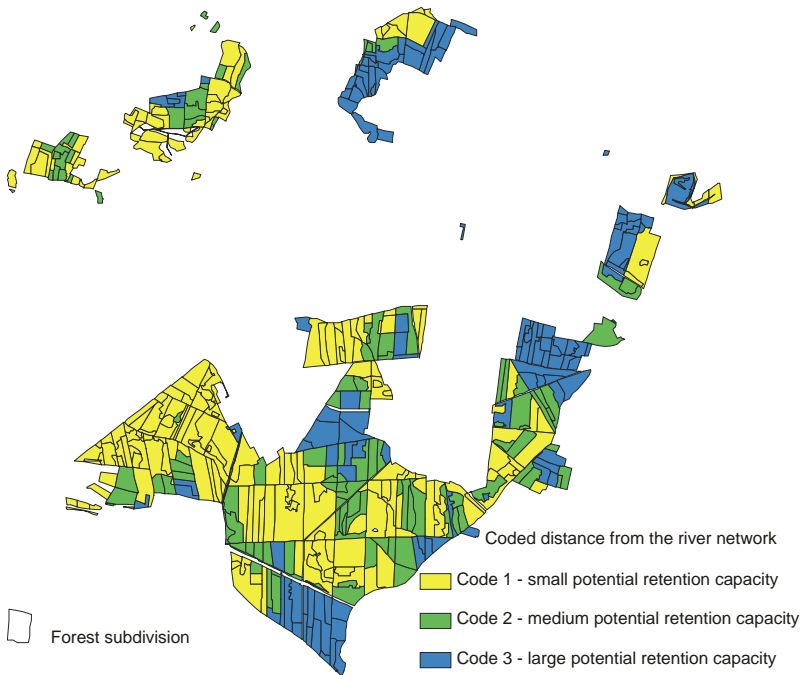 Coded distance from the river network
Code 1 - small potential retention capacity
Code 2 - medium potential retention capacity
Forest subdivision
Code 3 - large potential retention capacity